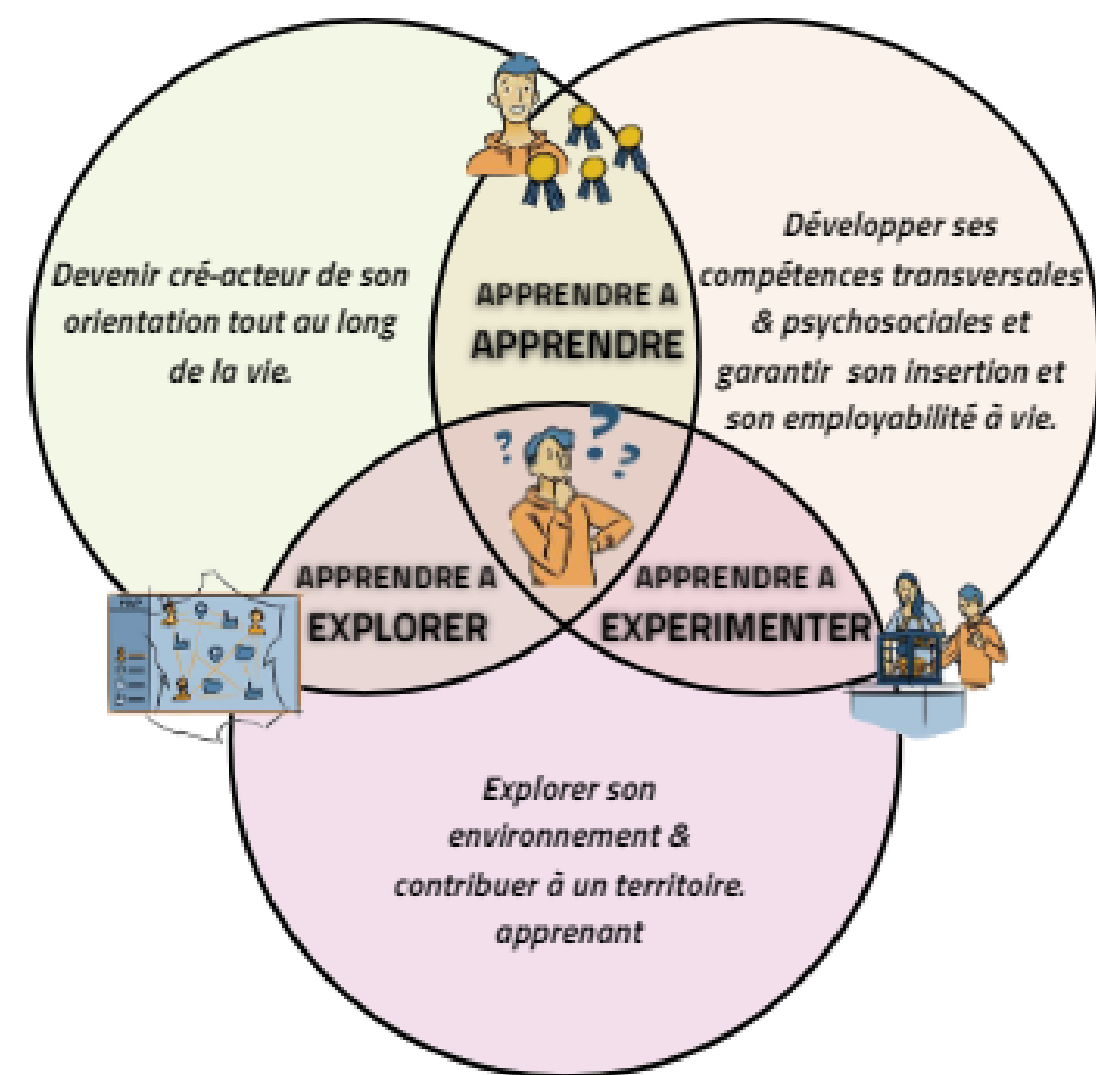 Devenir cré-acteur de son
orientation tout au long
de la vie.
APPRENDRE A
APPRENDRE
Développer ses
compétences transversales
& psychosociales et
garantir son insertion et
son employabilité à vie.
? ? ?
APPRENDRE A
EXPLORER
APPRENDRE A
EXPERIMENTER
Explorer son
environnement &
contribuer à un territoire.
apprenant